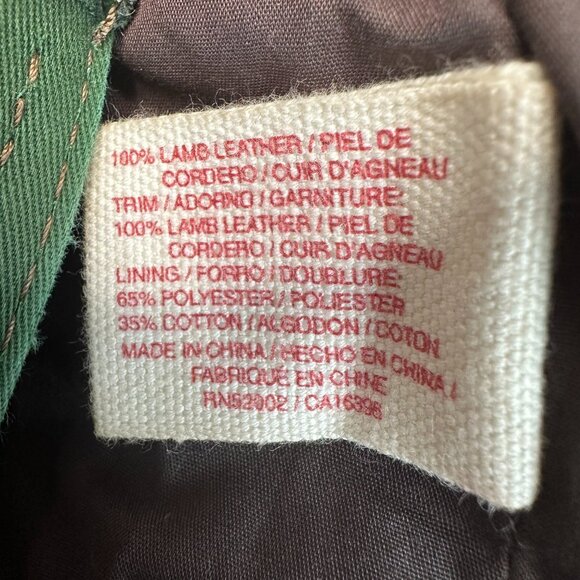 100% LAMB LEATHER / PIEL DE
CORDERO / CUIR D'AGNEAU
TRIM / ADORNO / GARNITURE:
100% LAMB LEATHER / PIEL DE
CORDERO / CUIR D'AGNEAU
LINING / FORRO / DOUBLURE:
65% POLYESTER / POLIESTER
35% COTTON / ALGODON / COTON
MADE IN CHINA / HECHO EN CHINA /
FABRIQUÉ EN CHINE
RN52002 / CA16396